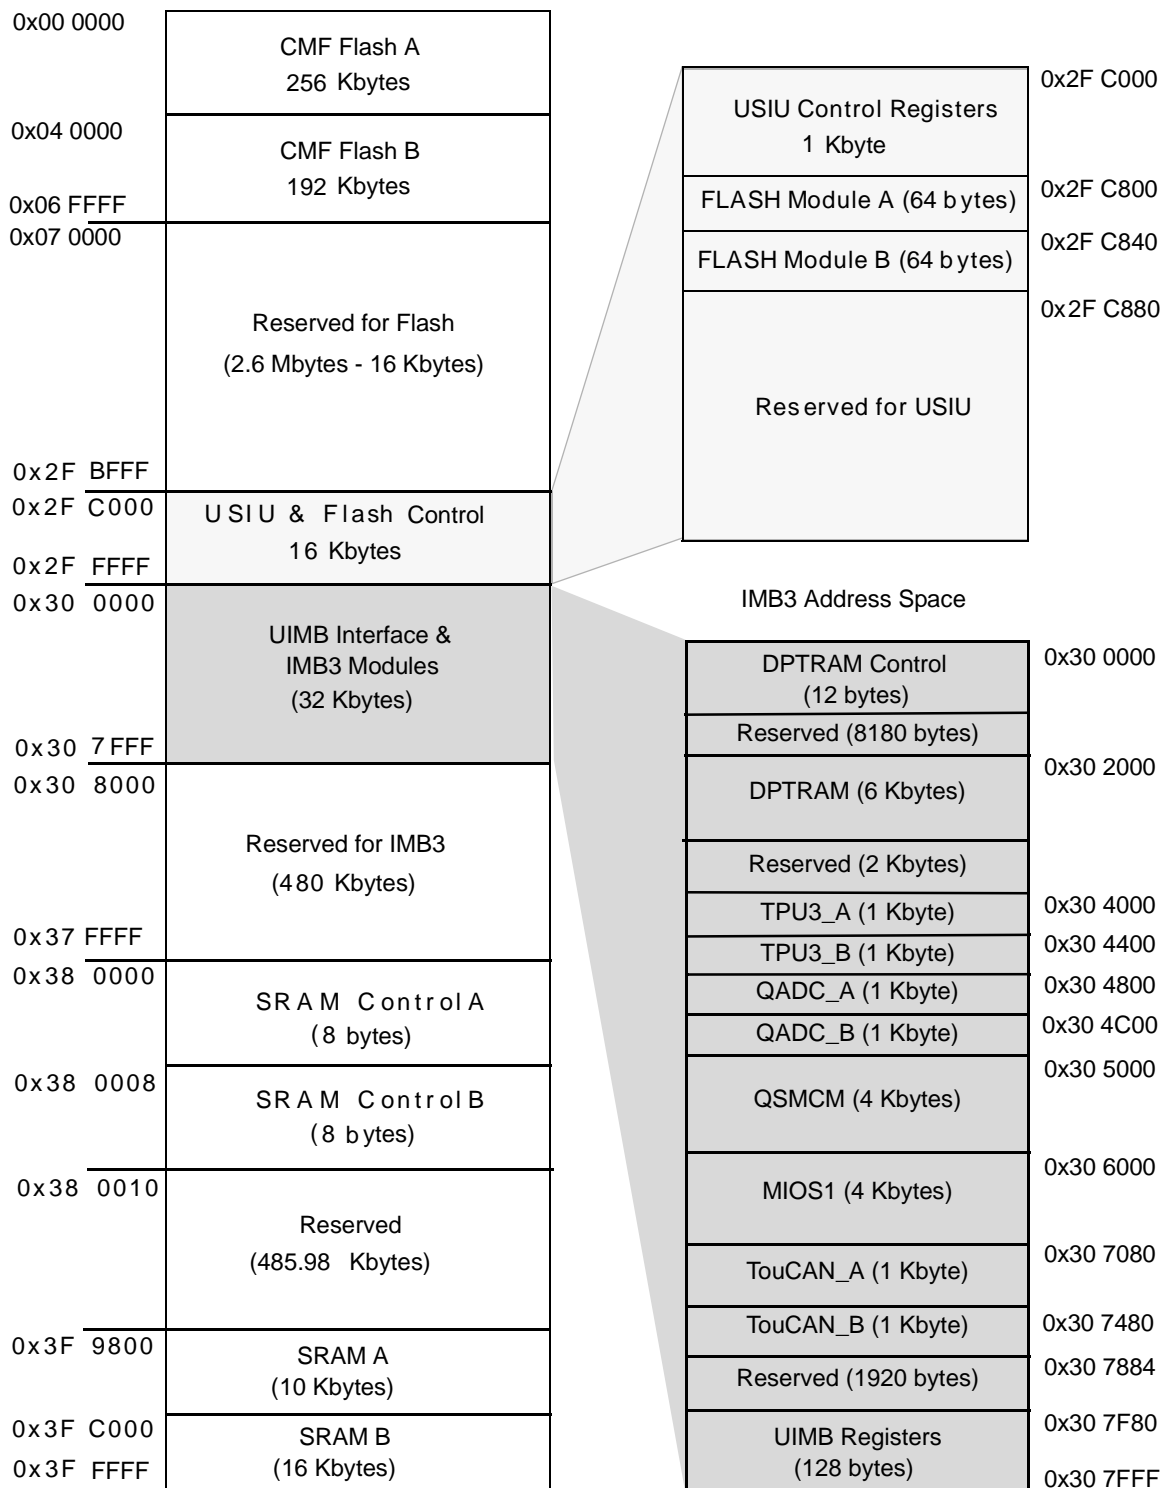 0x00 0000
CMF Flash A
256 Kbytes
0x04 0000
CMF Flash B
192 Kbytes
0x06 FFFF
0x07 0000
Reserved for Flash
(2.6 Mbytes - 16 Kbytes)
0x2F BFFF
0x2F C000
USIU & Flash Control
16 Kbytes
0x2F FFFF
0x30 0000
UIMB Interface &
IMB3 Modules
(32 Kbytes)
0x30 7FFF
0x30 8000
Reserved for IMB3
(480 Kbytes)
0x37 FFFF
0x38 0000
SRAM Control A
(8 bytes)
0x38 0008
SRAM Control B
(8 bytes)
0x38 0010
Reserved
(485.98 Kbytes)
0x3F 9800
SRAM A
(10 Kbytes)
0x3F C000
SRAM B
(16 Kbytes)
0x3F FFFF
0x2F C000
USIU Control Registers
1 Kbyte
FLASH Module A (64 bytes)
0x2F C800
FLASH Module B (64 bytes)
0x2F C840
0x2F C880
Reserved for USIU
IMB3 Address Space
DPTRAM Control
(12 bytes)
0x30 0000
Reserved (8180 bytes)
0x30 2000
DPTRAM (6 Kbytes)
Reserved (2 Kbytes)
TPU3_A (1 Kbyte)
0x30 4000
TPU3_B (1 Kbyte)
0x30 4400
QADC_A (1 Kbyte)
0x30 4800
QADC_B (1 Kbyte)
0x30 4C00
0x30 5000
QSMCM (4 Kbytes)
0x30 6000
MIOS1 (4 Kbytes)
0x30 7080
TouCAN_A (1 Kbyte)
TouCAN_B (1 Kbyte)
0x30 7480
Reserved (1920 bytes)
0x30 7884
0x30 7F80
UIMB Registers
(128 bytes)
0x30 7FFF